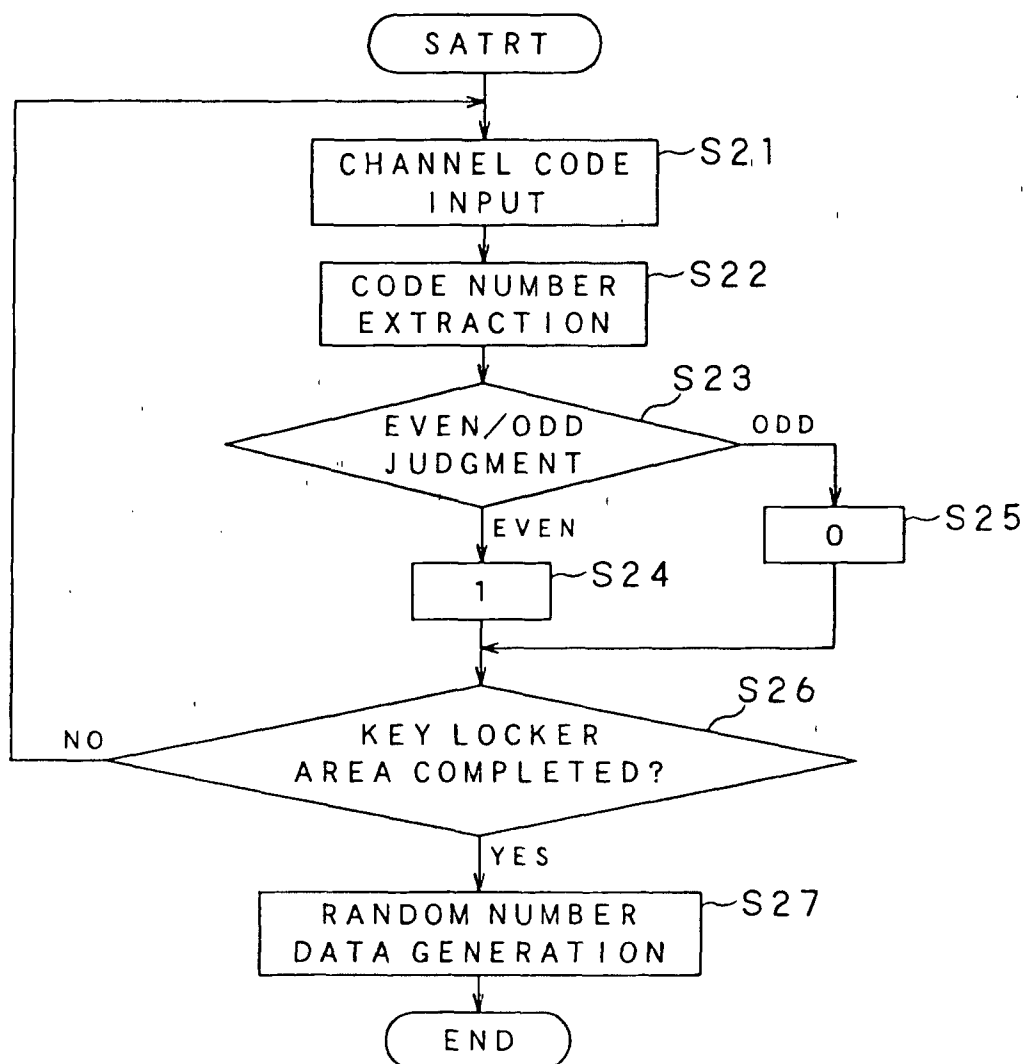 SATRT
CHANNEL CODE
INPUT
S21
CODE NUMBER
EXTRACTION
S22
EVEN/ODD
JUDGMENT
S23
ODD
EVEN
1
S24
0
S25
KEY LOCKER
AREA COMPLETED?
S26
NO
YES
RANDOM NUMBER
DATA GENERATION
S27
END